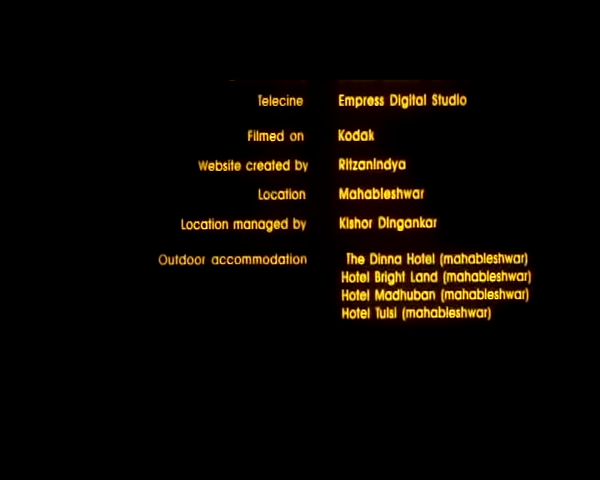 Telecine Empress Digital Studio
Filmed on Kodak
Website created by Ritzanindya
Location Mahableshwar
Location managed by Kishor Dingankar
Outdoor accommodation The Dinna Hotel (mahableshwar)
Hotel Bright Land (mahableshwar)
Hotel Madhuban (mahableshwar)
Hotel Tulsi (mahableshwar)